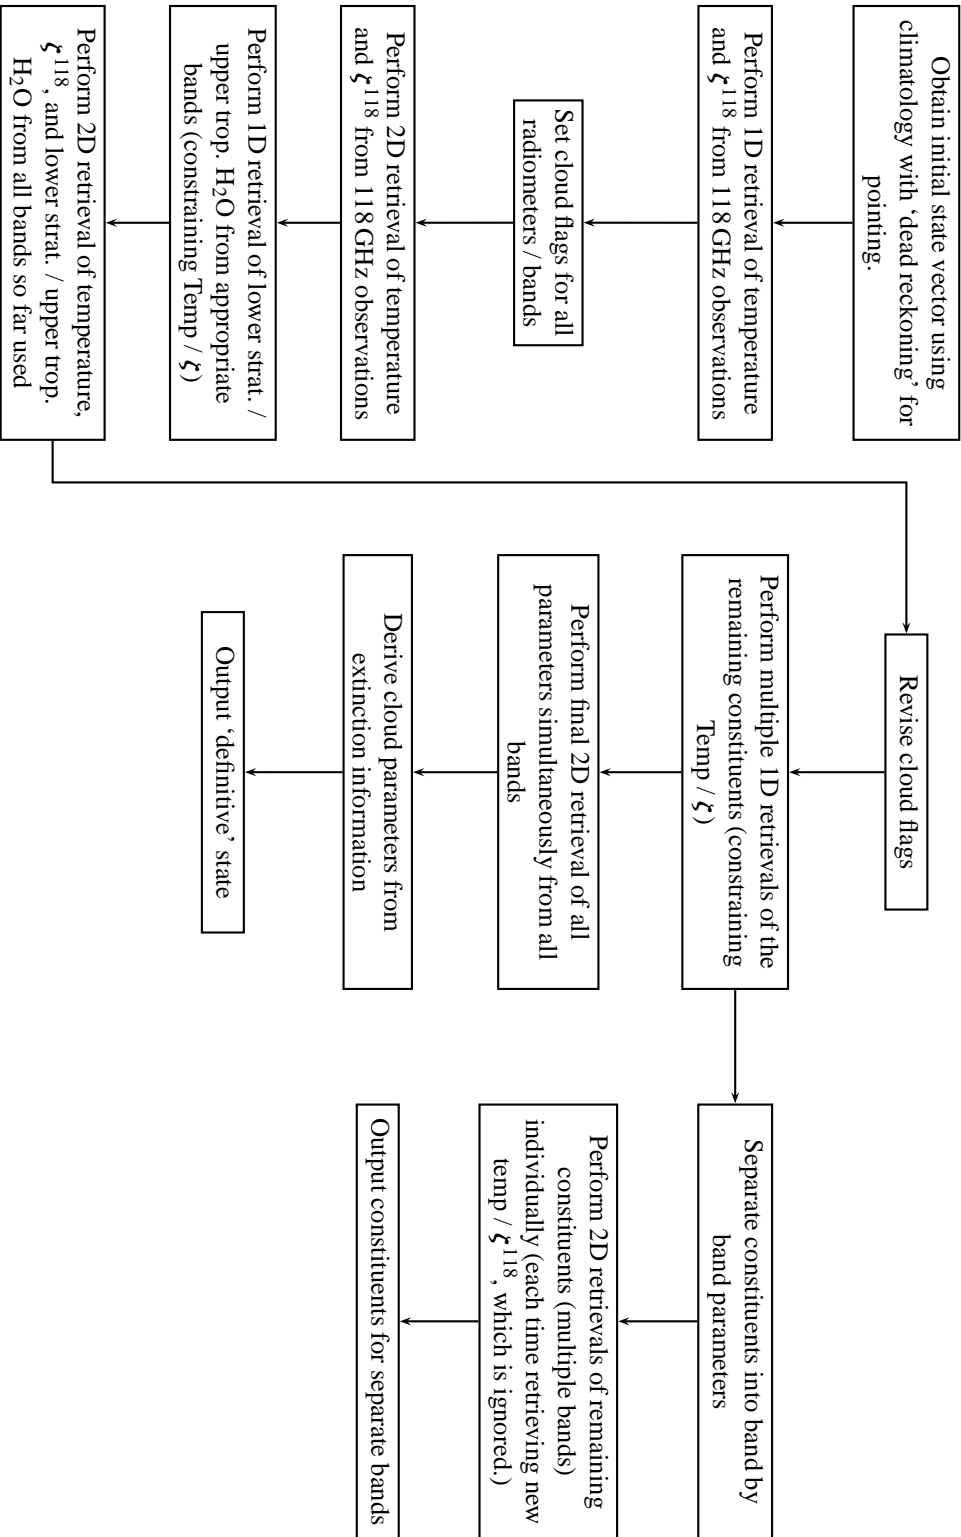 Obtain initial state vector using
climatology with ‘dead reckoning’ for
pointing.
Perform 1D retrieval of temperature
and ζ¹¹⁸ from 118 GHz observations
Set cloud flags for all
radiometers / bands
Perform 2D retrieval of temperature
and ζ¹¹⁸ from 118 GHz observations
Perform 1D retrieval of lower strat. /
upper trop. H₂O from appropriate
bands (constraining Temp / ζ)
Perform 2D retrieval of temperature,
ζ¹¹⁸, and lower strat. / upper trop.
H₂O from all bands so far used
Revise cloud flags
Perform multiple 1D retrievals of the
remaining constituents (constraining
Temp / ζ)
Perform final 2D retrieval of all
parameters simultaneously from all
bands
Derive cloud parameters from
extinction information
Output ‘definitive’ state
Separate constituents into band by
band parameters
Perform 2D retrievals of remaining
constituents (multiple bands)
individually (each time retrieving new
temp / ζ¹¹⁸, which is ignored.)
Output constituents for separate bands